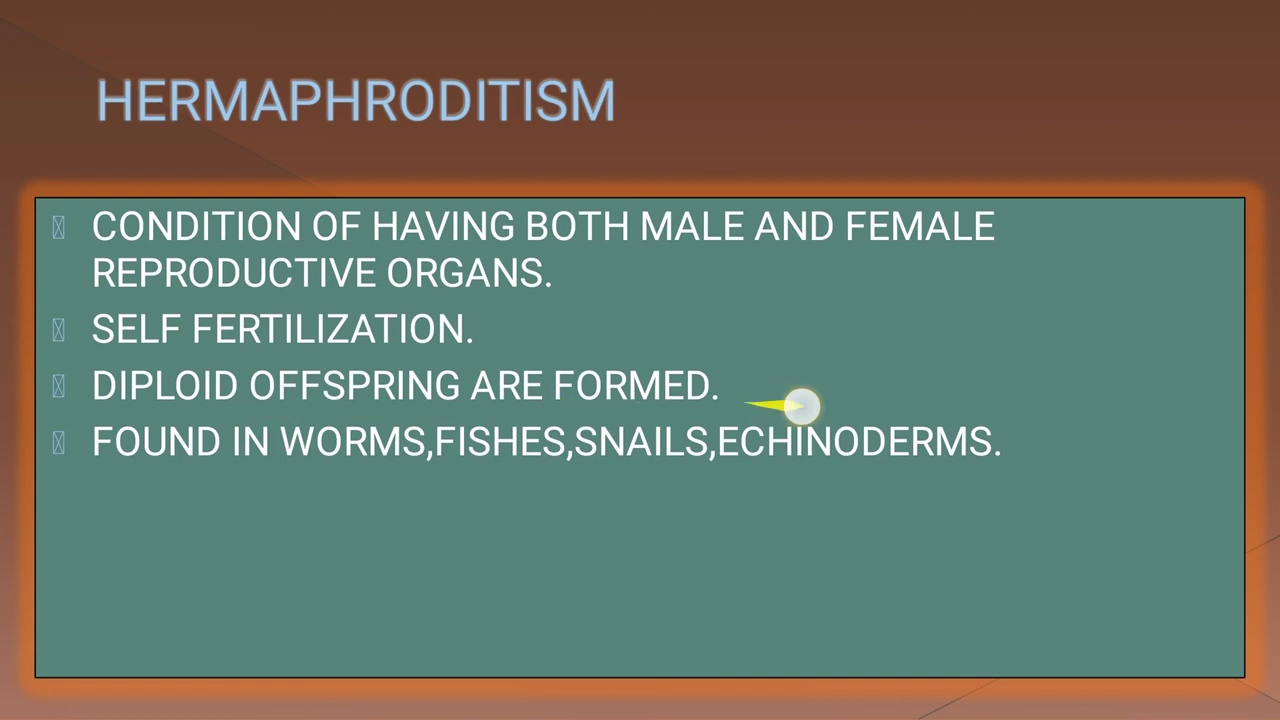 HERMAPHRODITISM
CONDITION OF HAVING BOTH MALE AND FEMALE
REPRODUCTIVE ORGANS.
SELF FERTILIZATION.
DIPLOID OFFSPRING ARE FORMED.
FOUND IN WORMS,FISHES,SNAILS,ECHINODERMS.